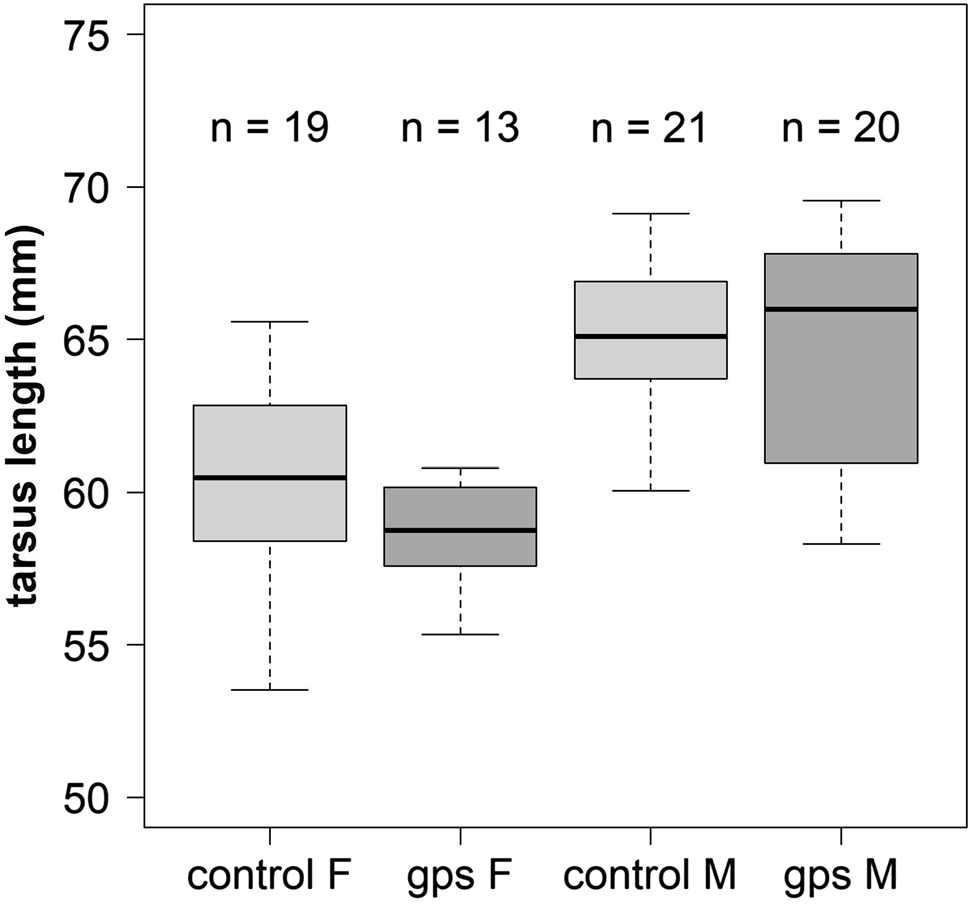 75
n = 19 n = 13 n = 21 n = 20
70
65
60
55
50
tarsus length (mm)
control F gps F control M gps M